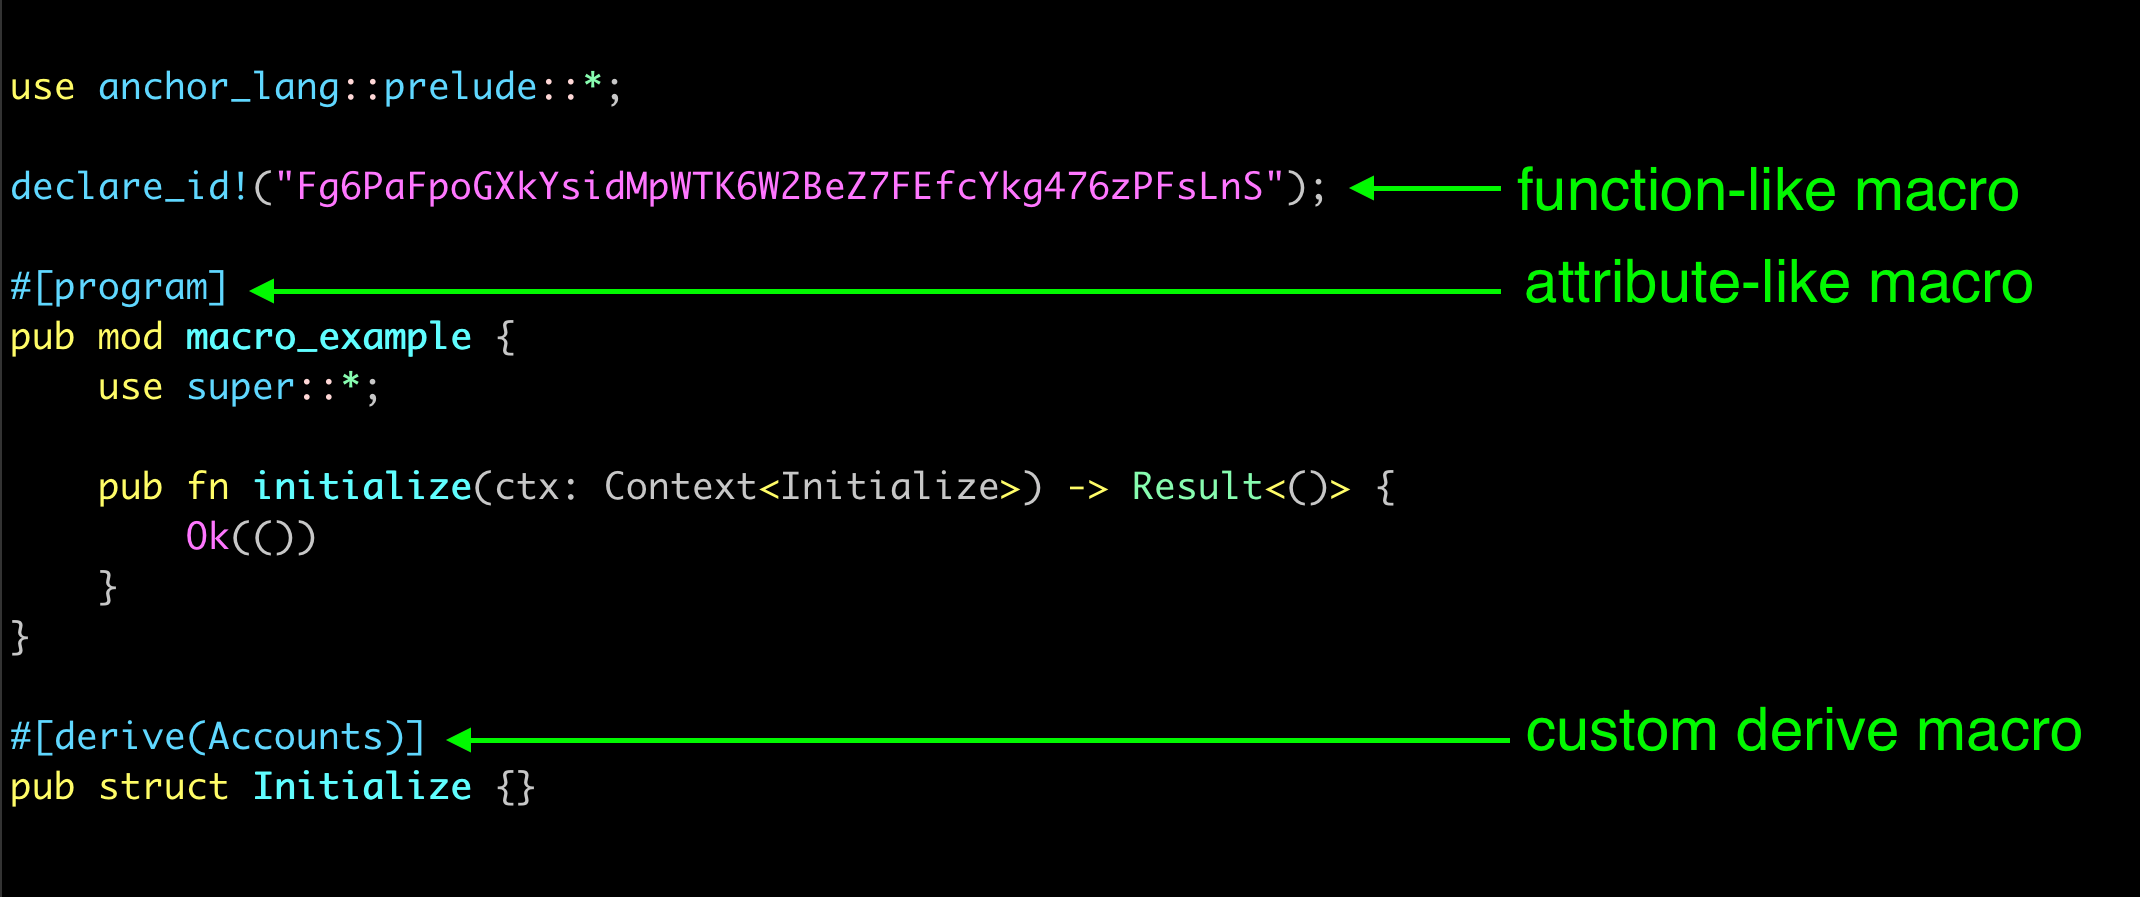 use anchor_lang::prelude::*;
declare_id!("Fg6PaFpoGXkYsidMpWTK6W2BeZ7FEfcYkg476zPFsLnS"); function-like macro
#[program] attribute-like macro
pub mod macro_example {
    use super::*;
    pub fn initialize(ctx: Context<Initialize>) -> Result<()> {
        Ok(())
    }
}
#[derive(Accounts)] custom derive macro
pub struct Initialize {}